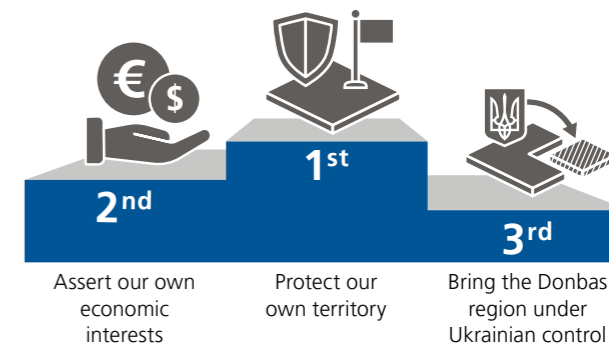 €
$
1st
2nd
3rd
Assert our own
economic
interests
Protect our
own territory
Bring the Donbas
region under
Ukrainian control